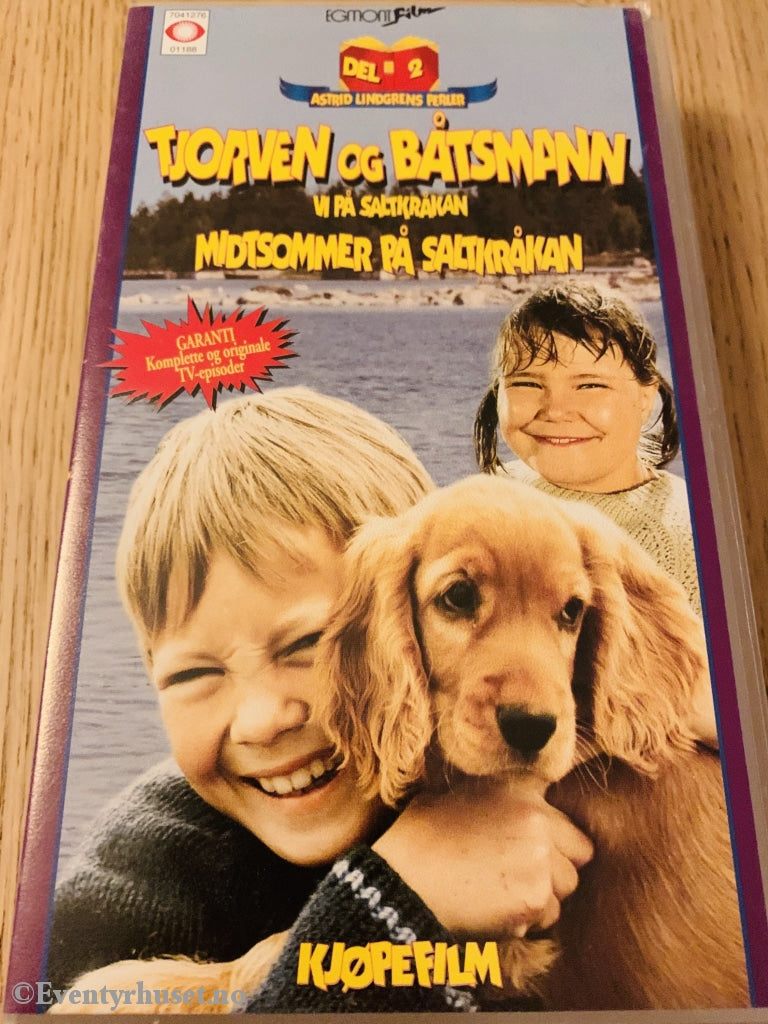 7041276
01188
EGMONT Film
DEL 2
ASTRID LINDGRENS PERLER
TJORVEN OG BÅTSMANN
VI PÅ SALTKRÅKAN
MIDTSOMMER PÅ SALTKRÅKAN
GARANTI
Komplette og originale
TV-episoder
KJØPEFILM
©Eventyrhuset.no